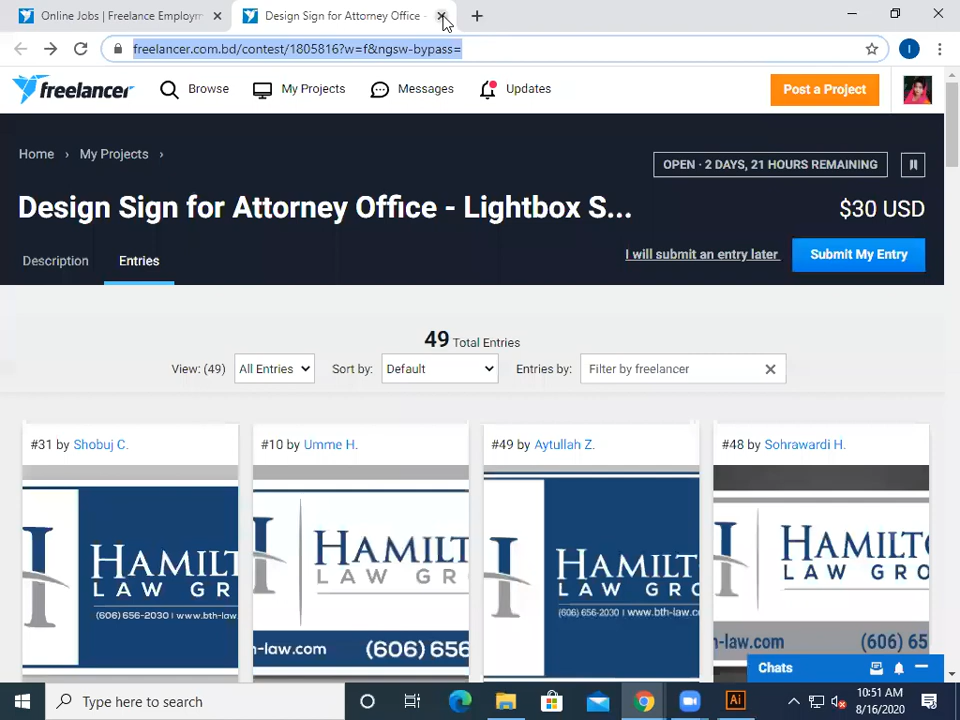 Online Jobs | Freelance Employm
Design Sign for Attorney Office -
freelancer.com.bd/contest/1805816?w=f&ngsw-bypass=
I
freelancer
Browse
My Projects
Messages
Updates
Post a Project
Home › My Projects ›
OPEN · 2 DAYS, 21 HOURS REMAINING
Design Sign for Attorney Office - Lightbox S...
$30 USD
Description
Entries
I will submit an entry later
Submit My Entry
49 Total Entries
View: (49)
All Entries
Sort by:
Default
Entries by:
Filter by freelancer
#31 by Shobuj C.
#10 by Umme H.
#49 by Aytullah Z.
#48 by Sohrawardi H.
HAMILT
LAW GR
(606) 656-2030 | www.bth-law
HAMILT
LAW GRO
-law.com
(606) 656
HAMILT
LAW GR
(606) 656-2030 | www.bth-law.co
HAMILT
LAW GRO
h-law.com
(606) 65
Chats
Type here to search
Ai
10:51 AM
8/16/2020